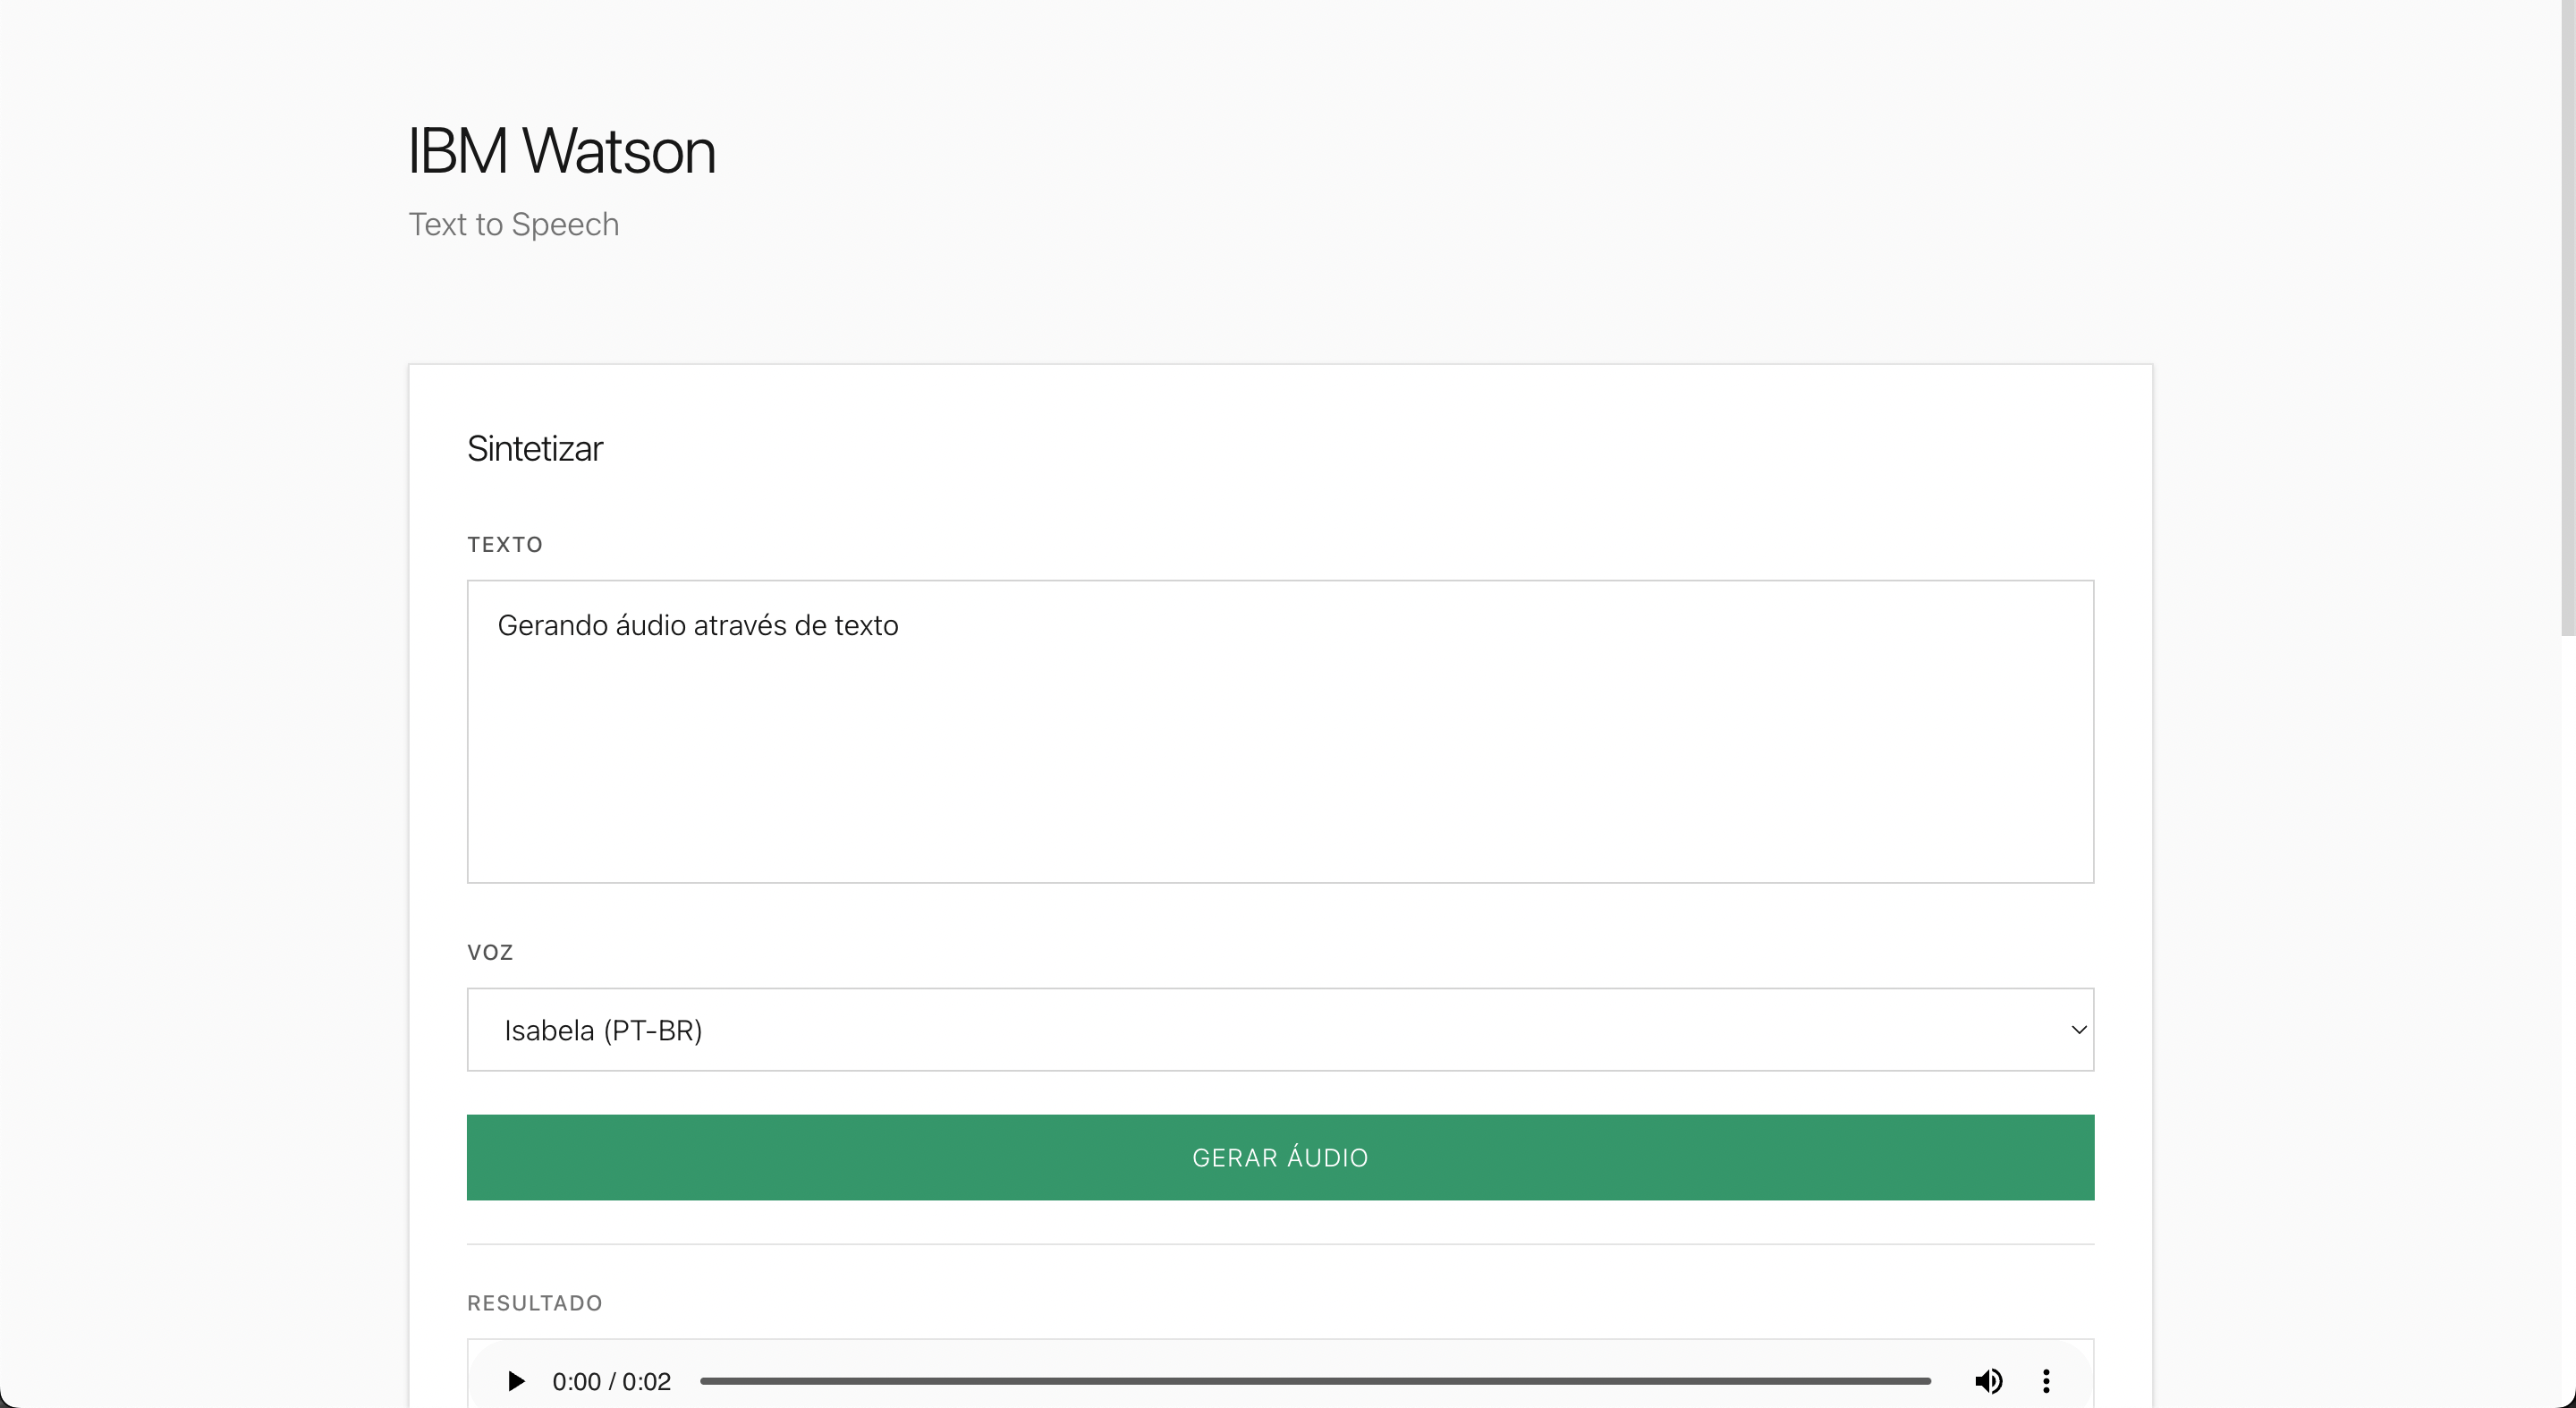 IBM Watson
Text to Speech
Sintetizar
TEXTO
Gerando áudio através de texto
VOZ
Isabela (PT-BR)
GERAR ÁUDIO
RESULTADO
0:00 / 0:02